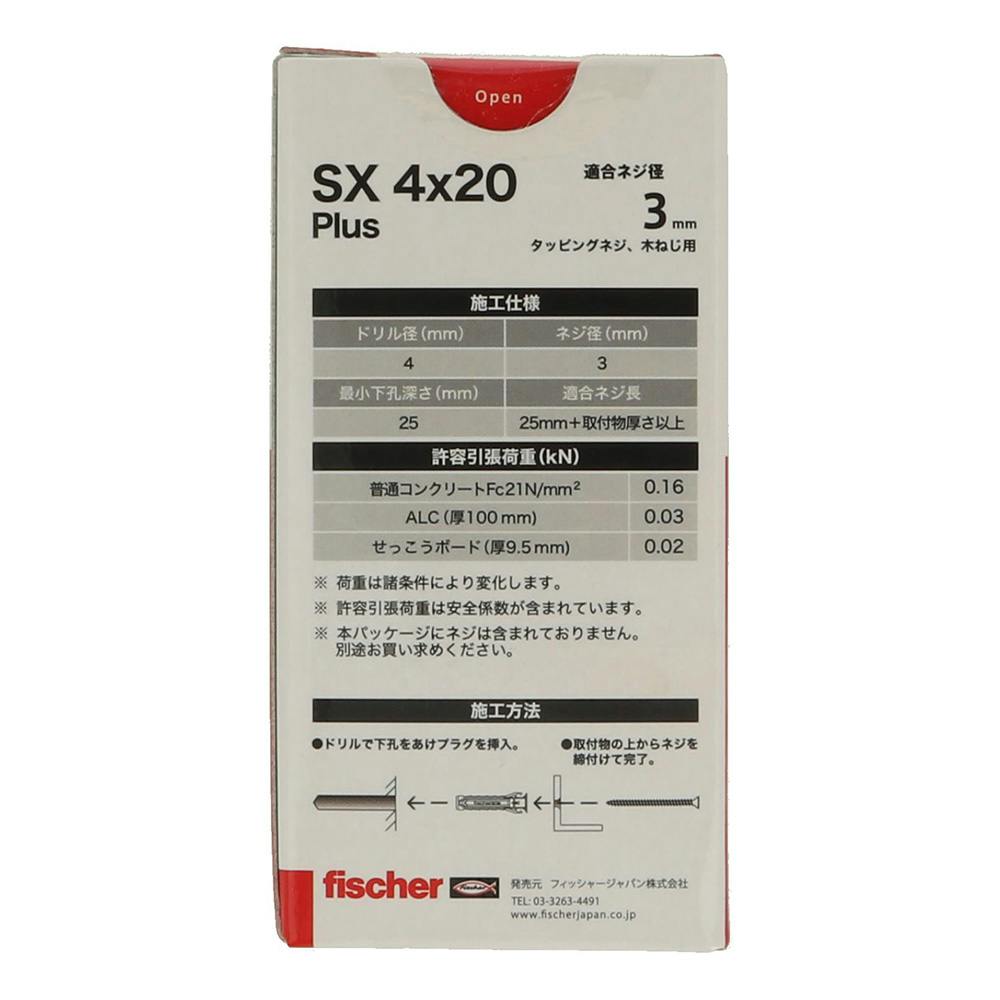 Open
SX 4x20
Plus
適合ネジ径
3 mm
タッピングネジ、木ねじ用
施工仕様
ドリル径(mm) ネジ径(mm)
4 3
最小下孔深さ(mm) 適合ネジ長
25 25mm+取付物厚さ以上
許容引張荷重(kN)
普通コンクリートFc21N/mm² 0.16
ALC(厚100mm) 0.03
せっこうボード(厚9.5mm) 0.02
※ 荷重は諸条件により変化します。
※ 許容引張荷重は安全係数が含まれています。
※ 本パッケージにネジは含まれておりません。
別途お買い求めください。
施工方法
●ドリルで下孔をあけプラグを挿入。
●取付物の上からネジを
締付けて完了。
fischer
fischer
発売元 フィッシャージャパン株式会社
TEL: 03-3263-4491
www.fischerjapan.co.jp